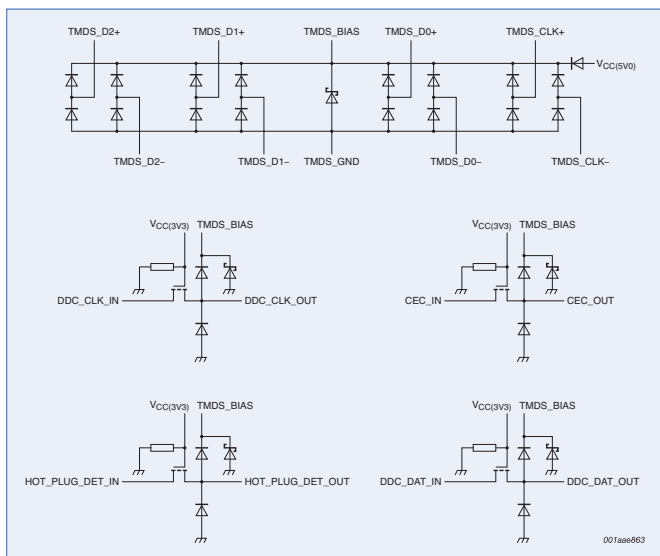 TMDS_D2+ TMDS_D1+ TMDS_BIAS TMDS_D0+ TMDS_CLK+
VCC(5V0)
TMDS_D2− TMDS_D1− TMDS_GND TMDS_D0− TMDS_CLK−
VCC(3V3) TMDS_BIAS
DDC_CLK_IN DDC_CLK_OUT
VCC(3V3) TMDS_BIAS
CEC_IN CEC_OUT
VCC(3V3) TMDS_BIAS
HOT_PLUG_DET_IN HOT_PLUG_DET_OUT
VCC(3V3) TMDS_BIAS
DDC_DAT_IN DDC_DAT_OUT
001aae863